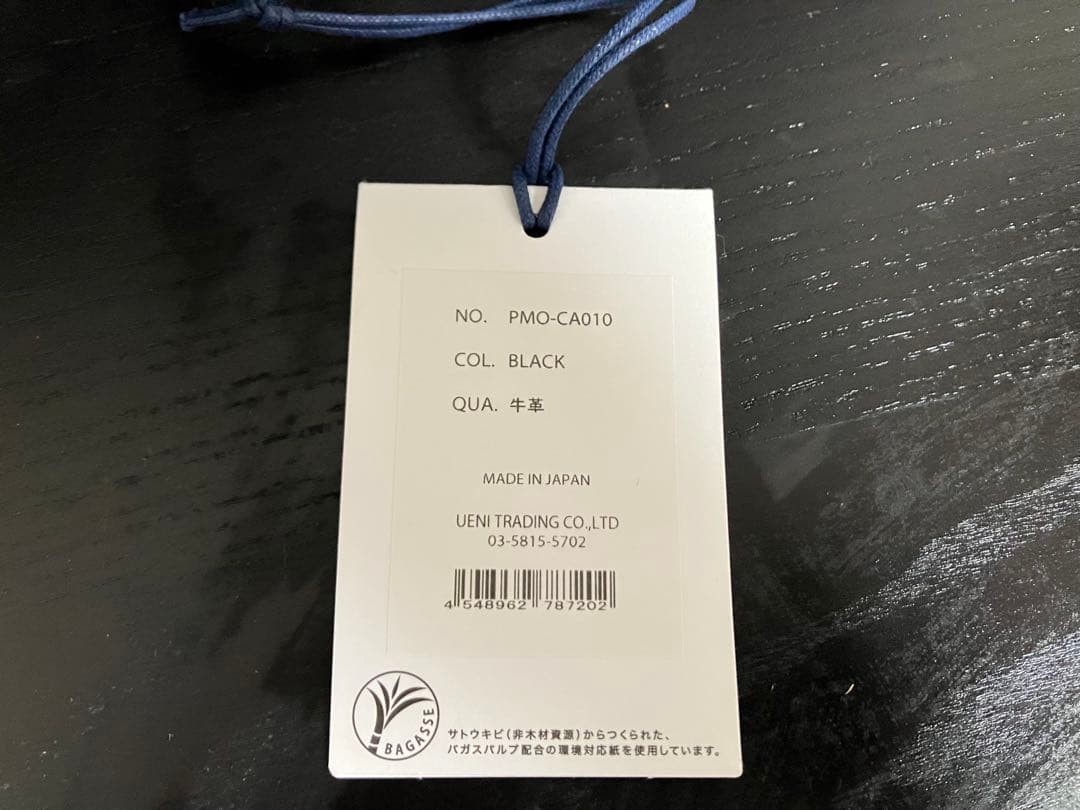 NO. PMO-CA010
COL. BLACK
QUA. 牛革
MADE IN JAPAN
UENI TRADING CO.,LTD
03-5815-5702
4 548962 787202
BAGASSE
サトウキビ(非木材資源)からつくられた、
バガスパルプ配合の環境対応紙を使用しています。